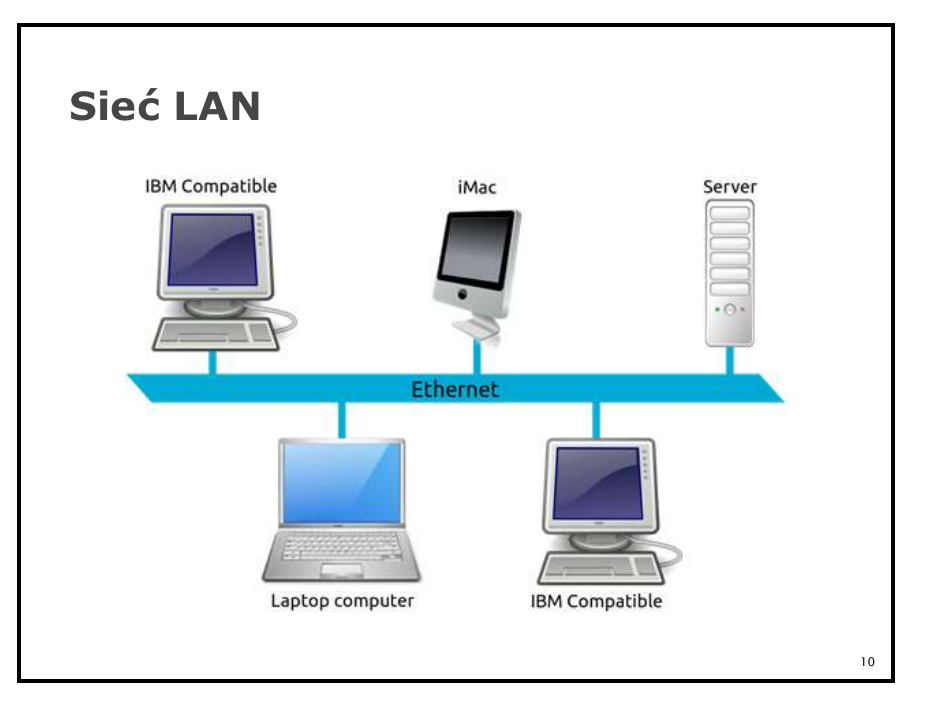 Sieć LAN
IBM Compatible
iMac
Server
Ethernet
Laptop computer
IBM Compatible
10